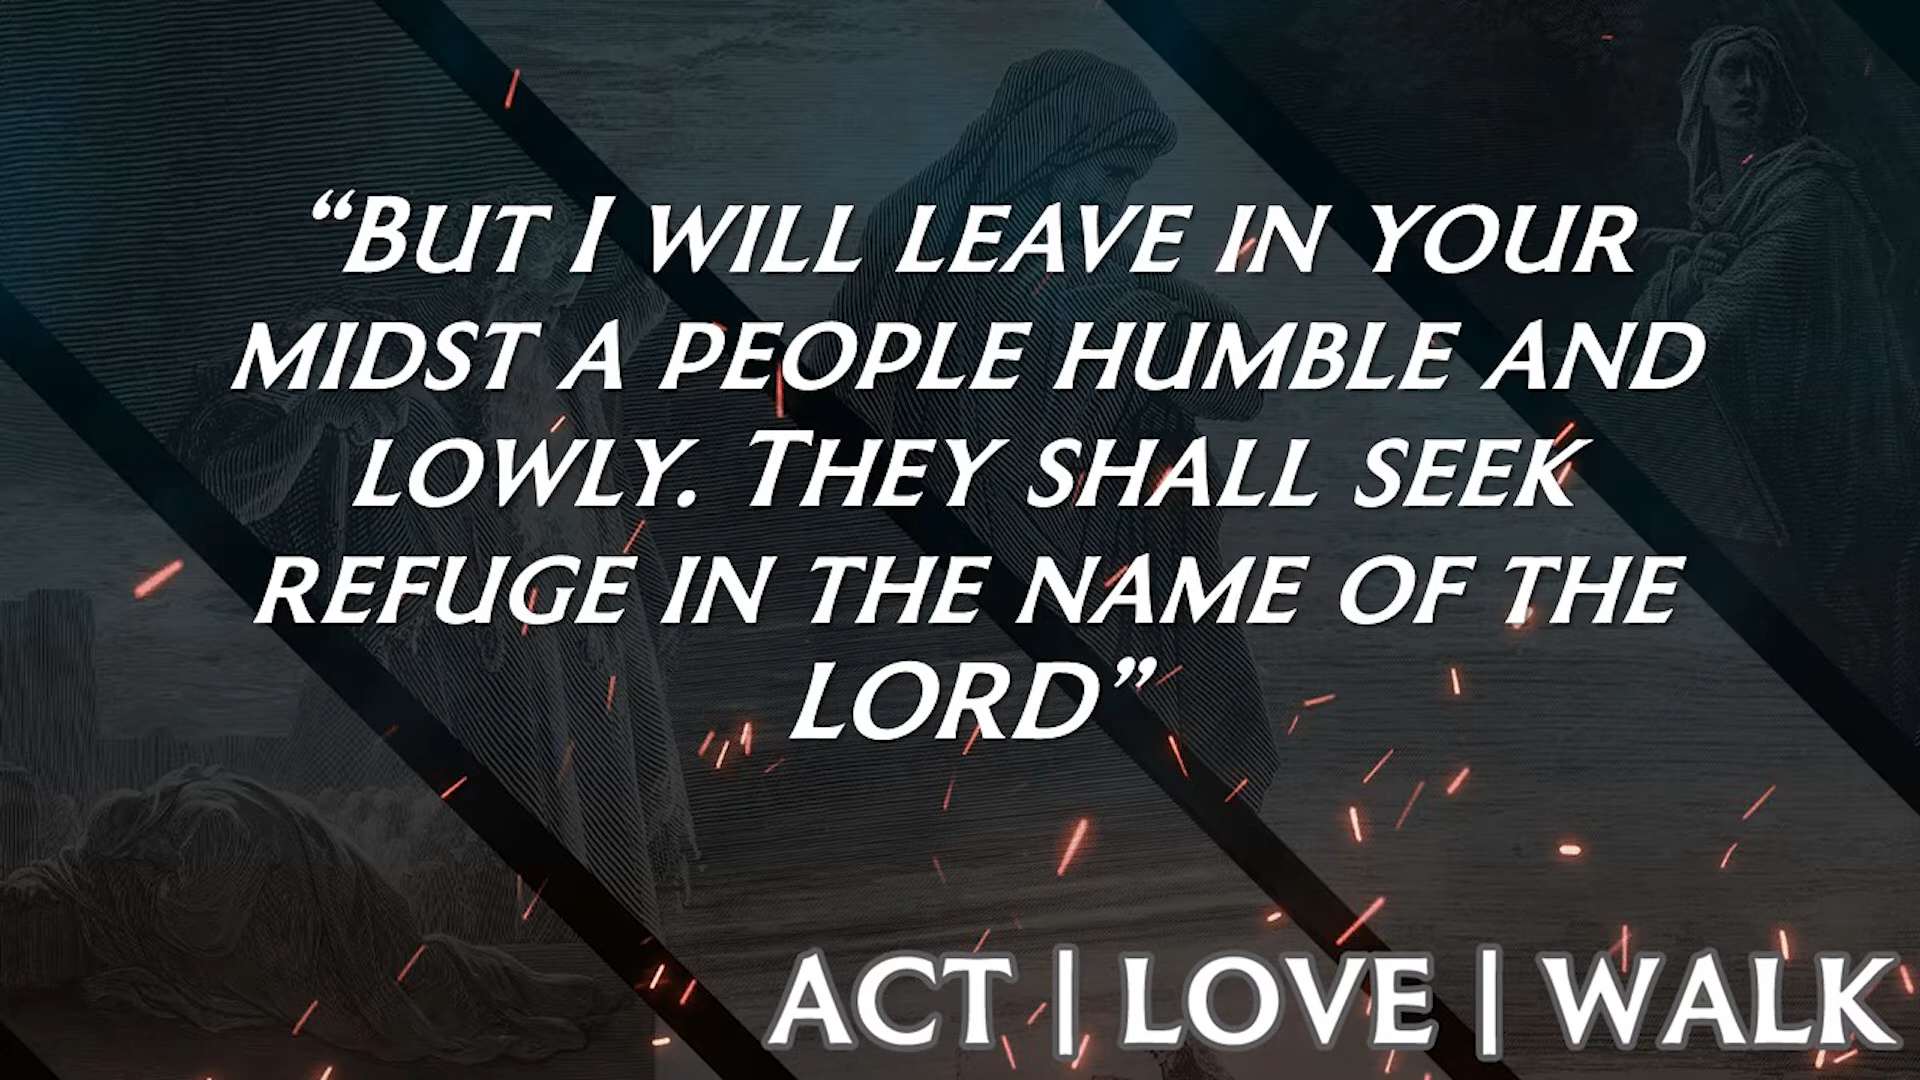 “But I will leave in your
midst a people humble and
lowly. They shall seek
refuge in the name of the
LORD”
ACT | LOVE | WALK